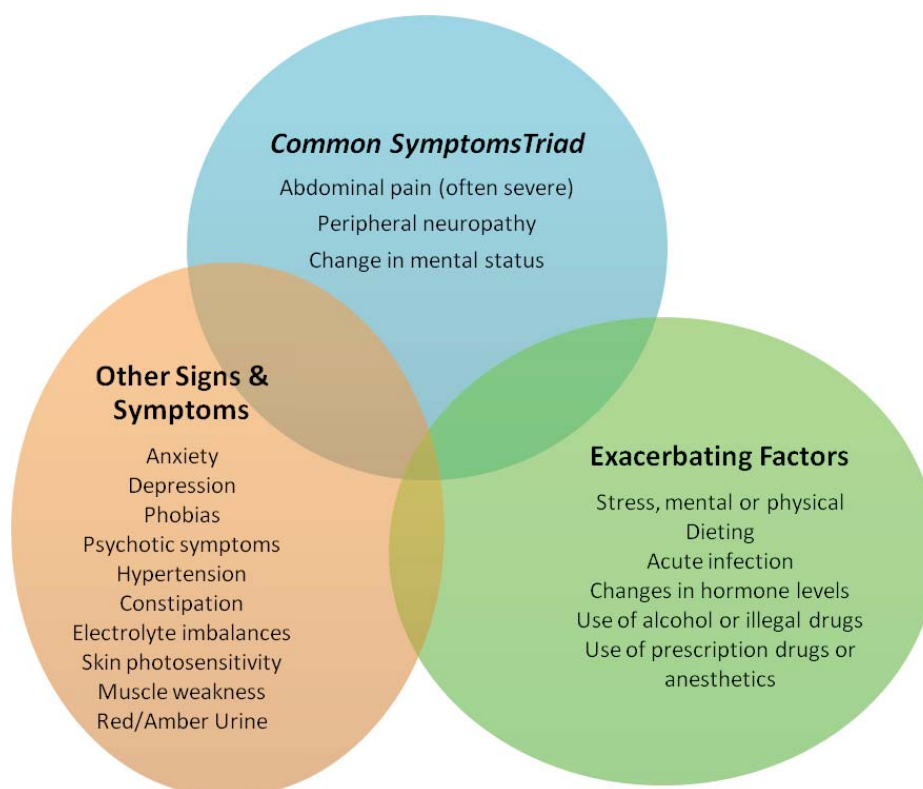 Common SymptomsTriad
Abdominal pain (often severe)
Peripheral neuropathy
Change in mental status
Other Signs &
Symptoms
Anxiety
Depression
Phobias
Psychotic symptoms
Hypertension
Constipation
Electrolyte imbalances
Skin photosensitivity
Muscle weakness
Red/Amber Urine
Exacerbating Factors
Stress, mental or physical
Dieting
Acute infection
Changes in hormone levels
Use of alcohol or illegal drugs
Use of prescription drugs or
anesthetics